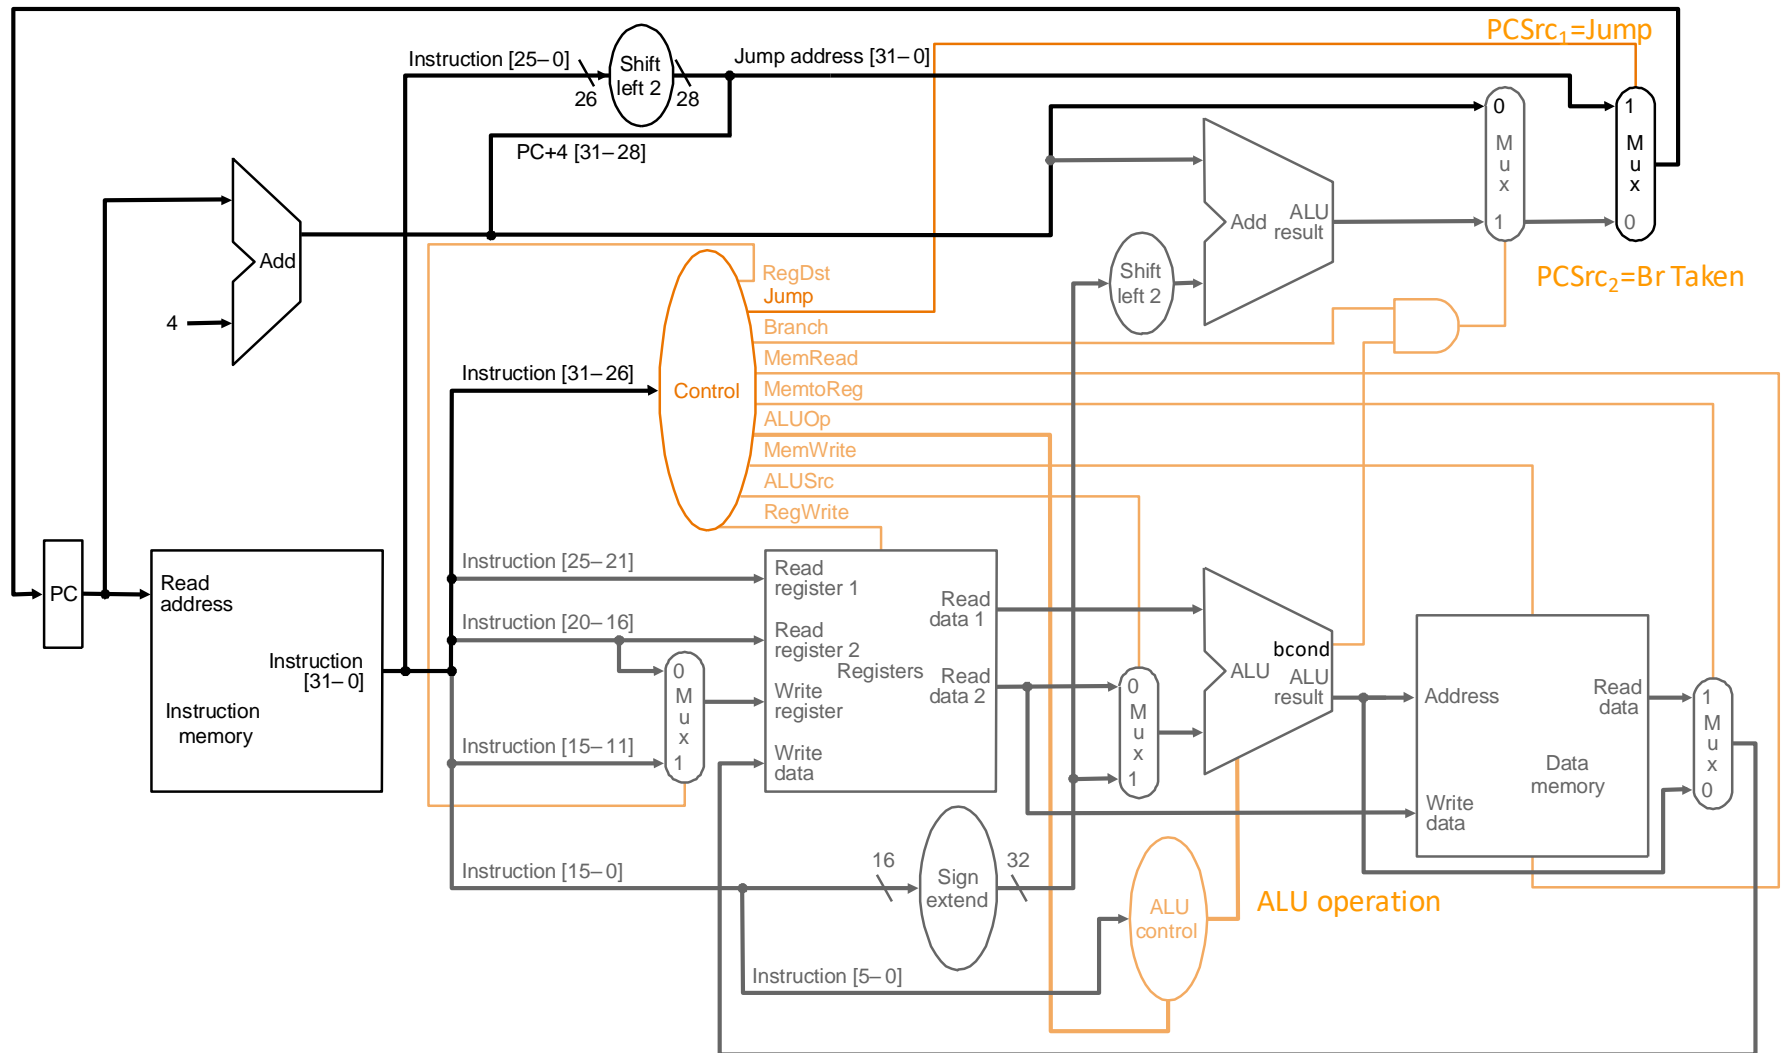 PCSrc1=Jump
Instruction [25–0]
Shift
left 2
Jump address [31–0]
26
28
PC+4 [31–28]
0
M
u
x
1
1
M
u
x
0
Add
ALU
result
Add
4
Shift
left 2
PCSrc2=Br Taken
RegDst
Jump
Branch
MemRead
MemtoReg
ALUOp
MemWrite
ALUSrc
RegWrite
Control
Instruction [31–26]
PC
Read
address
Instruction
[31–0]
Instruction
memory
Instruction [25–21]
Instruction [20–16]
Instruction [15–11]
Instruction [15–0]
Instruction [5–0]
0
M
u
x
1
Read
register 1
Read
register 2
Write
register
Write
data
Registers
Read
data 1
Read
data 2
0
M
u
x
1
bcond
ALU
ALU
result
Address
Write
data
Read
data
Data
memory
1
M
u
x
0
16
Sign
extend
32
ALU
control
ALU operation